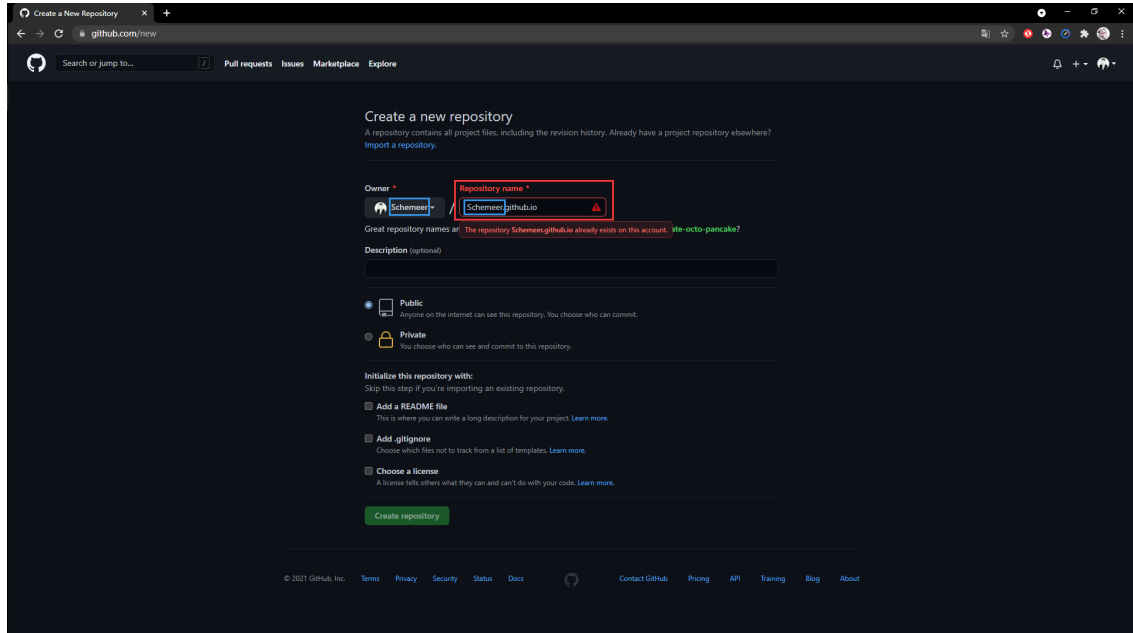 Create a New Repository
github.com/new
Search or jump to... /
Pull requests Issues Marketplace Explore
Create a new repository
A repository contains all project files, including the revision history. Already have a project repository elsewhere?
Import a repository.
Owner * Repository name *
Schemeer / Schemeer.github.io
Great repository names ar
The repository Schemeer.github.io already exists on this account.
te-octo-pancake?
Description (optional)
Public
Anyone on the internet can see this repository. You choose who can commit.
Private
You choose who can see and commit to this repository.
Initialize this repository with:
Skip this step if you're importing an existing repository.
Add a README file
This is where you can write a long description for your project. Learn more.
Add .gitignore
Choose which files not to track from a list of templates. Learn more.
Choose a license
A license tells others what they can and can't do with your code. Learn more.
Create repository
© 2021 GitHub, Inc. Terms Privacy Security Status Docs Contact GitHub Pricing API Training Blog About